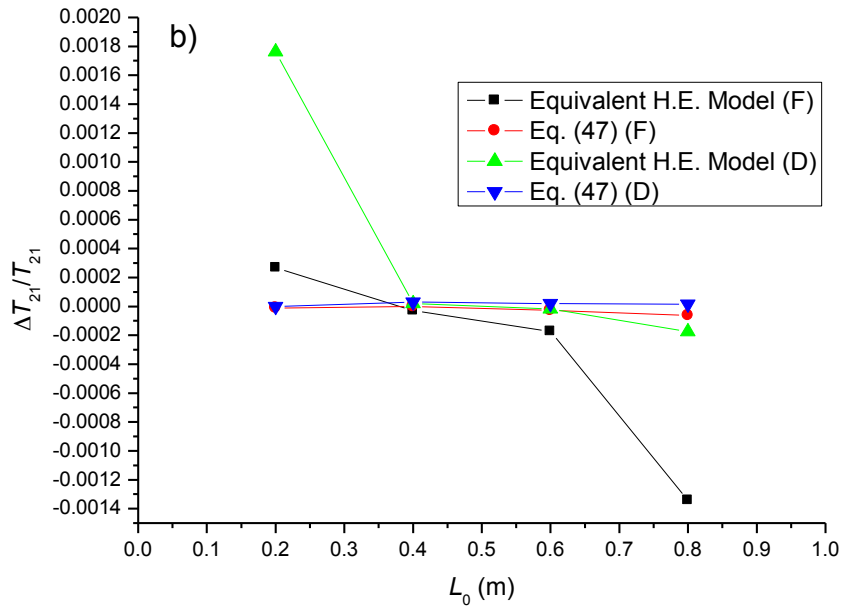 b)
0.0020
0.0018
0.0016
0.0014
0.0012
0.0010
0.0008
0.0006
0.0004
0.0002
0.0000
-0.0002
-0.0004
-0.0006
-0.0008
-0.0010
-0.0012
-0.0014
ΔT21/T21
Equivalent H.E. Model (F)
Eq. (47) (F)
Equivalent H.E. Model (D)
Eq. (47) (D)
0.0 0.1 0.2 0.3 0.4 0.5 0.6 0.7 0.8 0.9 1.0
L0 (m)